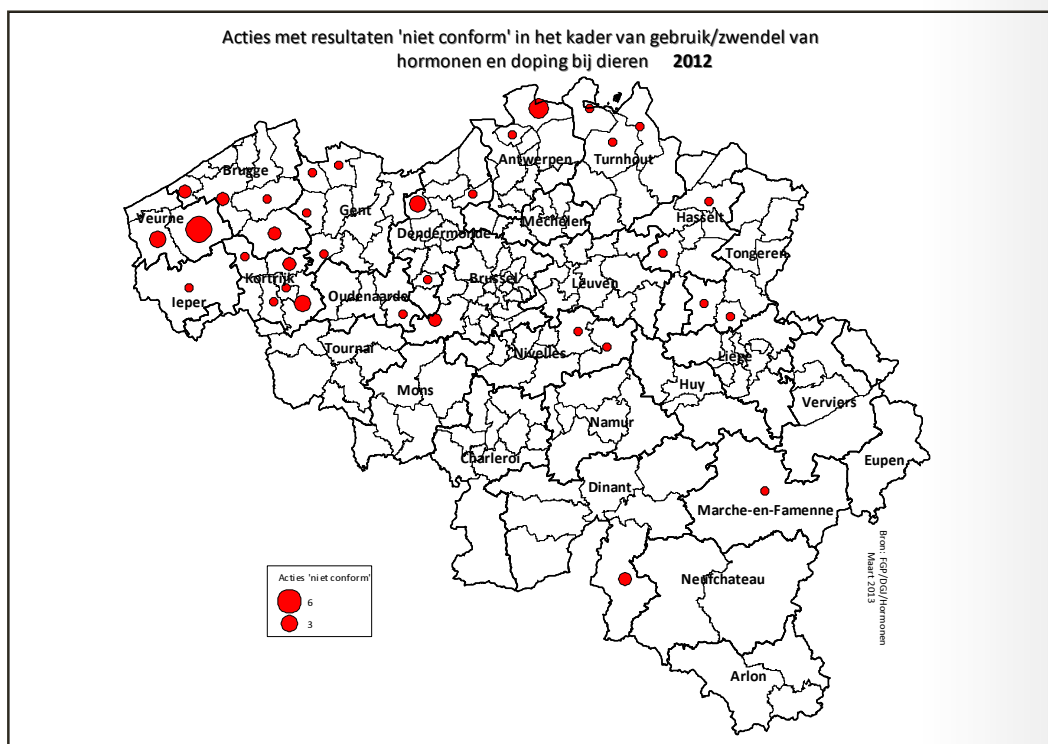 Acties met resultaten 'niet conform' in het kader van gebruik/zwendel van
hormonen en doping bij dieren 2012
Antwerpen
Turnhout
Brugge
Gent
Veurne
Mechelen
Hasselt
Dendermonde
Tongeren
Kortrijk
Brussel
Leuven
Ieper
Oudenaarde
Tournai
Nivelles
Liège
Mons
Huy
Verviers
Namur
Charleroi
Eupen
Dinant
Marche-en-Famenne
Neufchateau
Arlon
Acties 'niet conform'
6
3
Bron: FGP/DGJ/Hormonen
Maart 2013